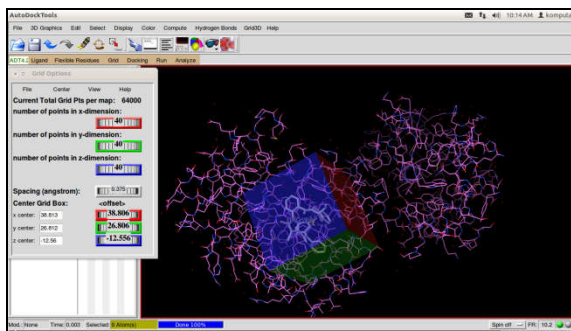 AutoDockTools
10:14 AM komputa
File 3D Graphics Edit Select Display Color Compute Hydrogen Bonds Grid3D Help
ADT4.2 Ligand Flexible Residues Grid Docking Run Analyze
Grid Options
File Center View Help
Current Total Grid Pts per map: 64000
number of points in x-dimension:
40
number of points in y-dimension:
40
number of points in z-dimension:
40
Spacing (angstrom): 0.375
Center Grid Box: <offset>
x center: 38.813 38.806
y center: 26.812 26.806
z center: -12.56 -12.556
Mod.: None Time: 0.003 Selected: 0 Atom(s) Done 100% Spin off FR: 10.2